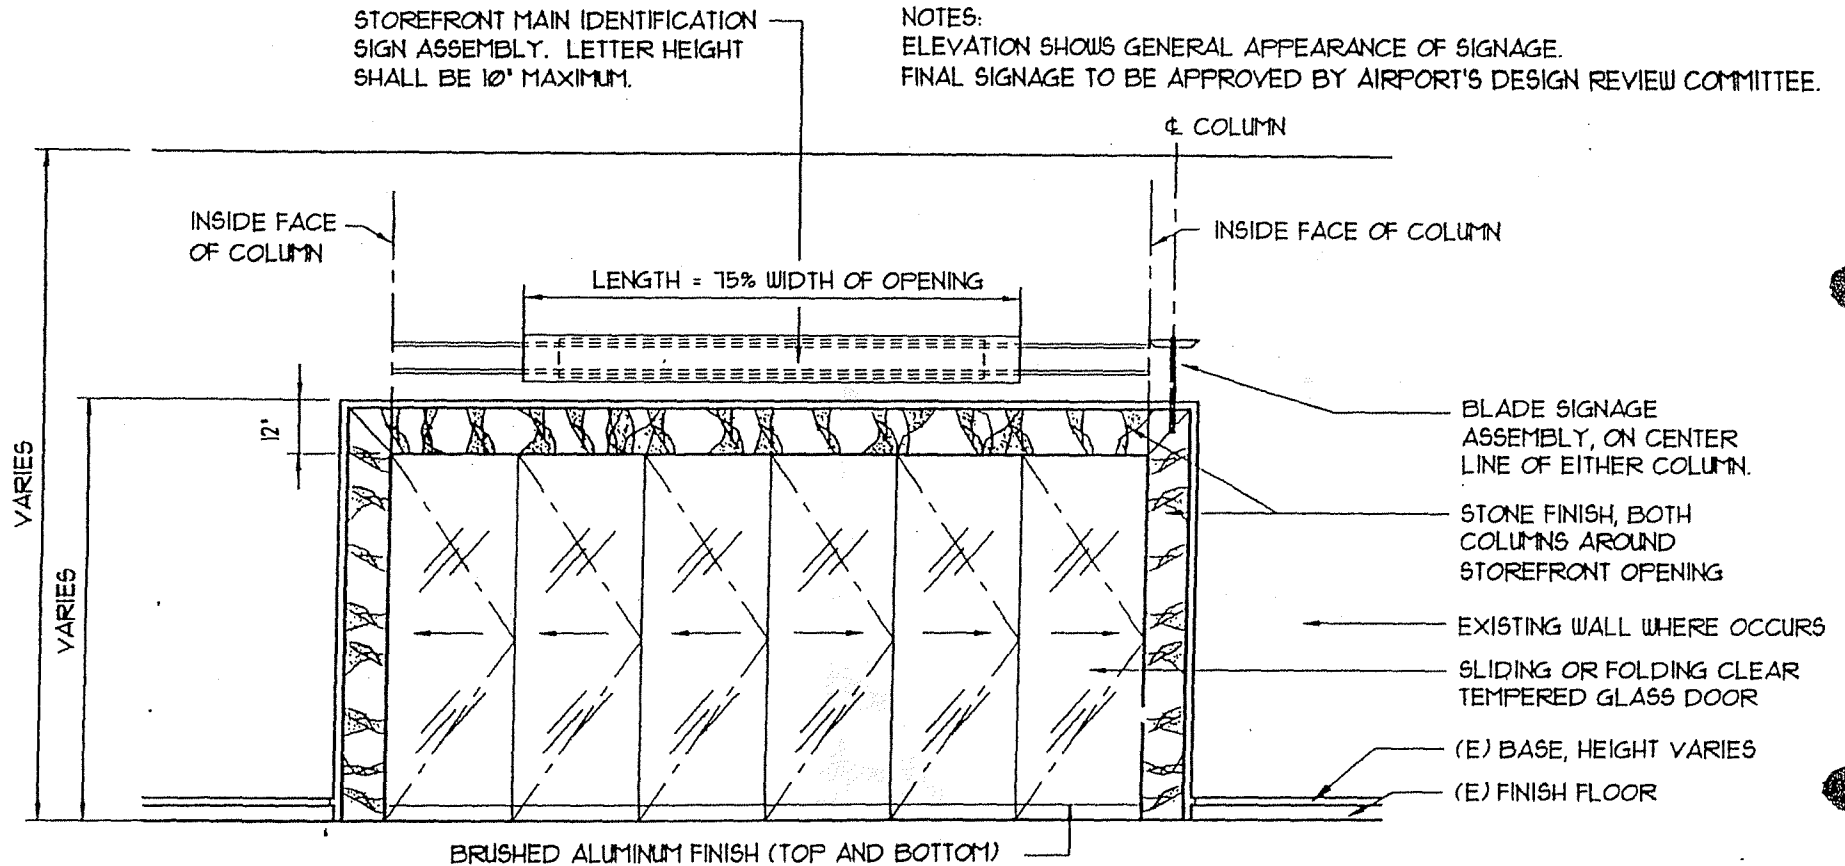 STOREFRONT MAIN IDENTIFICATION
SIGN ASSEMBLY. LETTER HEIGHT
SHALL BE 10" MAXIMUM.
NOTES:
ELEVATION SHOWS GENERAL APPEARANCE OF SIGNAGE.
FINAL SIGNAGE TO BE APPROVED BY AIRPORT'S DESIGN REVIEW COMMITTEE.
℄ COLUMN
INSIDE FACE
OF COLUMN
INSIDE FACE OF COLUMN
LENGTH = 75% WIDTH OF OPENING
12"
VARIES
VARIES
BLADE SIGNAGE
ASSEMBLY, ON CENTER
LINE OF EITHER COLUMN.
STONE FINISH, BOTH
COLUMNS AROUND
STOREFRONT OPENING
EXISTING WALL WHERE OCCURS
SLIDING OR FOLDING CLEAR
TEMPERED GLASS DOOR
(E) BASE, HEIGHT VARIES
(E) FINISH FLOOR
BRUSHED ALUMINUM FINISH (TOP AND BOTTOM)